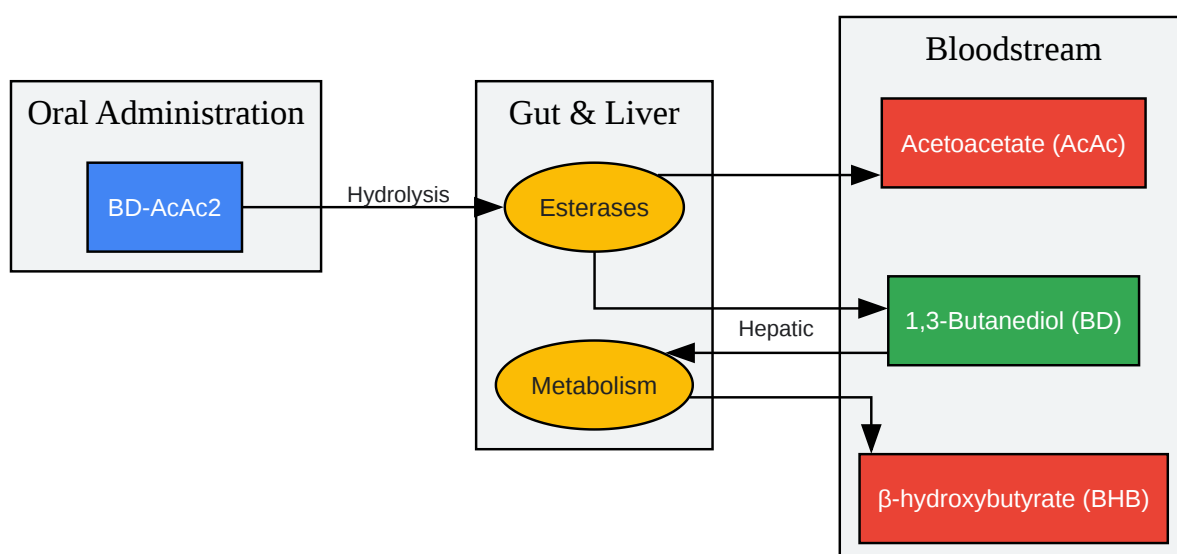 Oral Administration
BD-AcAc2
Hydrolysis
Gut & Liver
Esterases
Metabolism
Hepatic
Bloodstream
Acetoacetate (AcAc)
1,3-Butanediol (BD)
β-hydroxybutyrate (BHB)